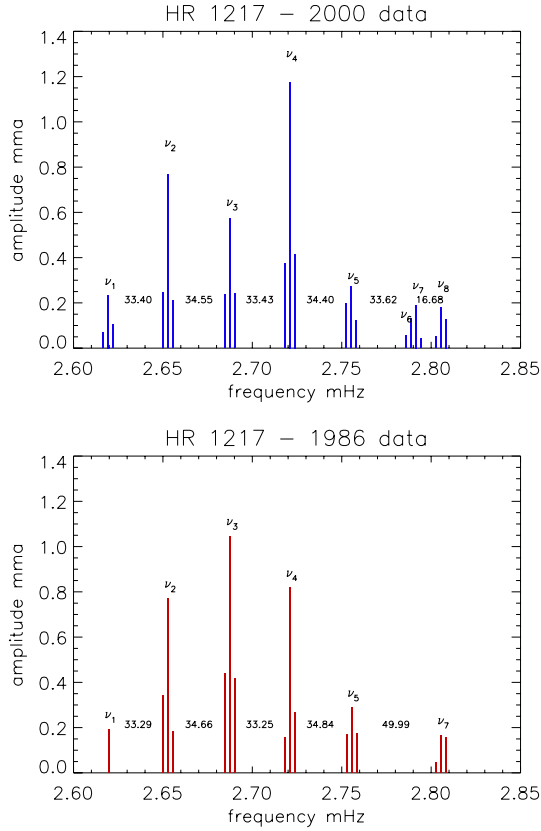 HR 1217 – 2000 data
amplitude mma
1.4
1.2
1.0
0.8
0.6
0.4
0.2
0.0
ν4
ν2
ν3
ν1
ν5
ν6
ν7
ν8
33.40
34.55
33.43
34.40
33.62
16.68
2.60
2.65
2.70
2.75
2.80
2.85
frequency mHz
HR 1217 – 1986 data
amplitude mma
1.4
1.2
1.0
0.8
0.6
0.4
0.2
0.0
ν3
ν2
ν4
ν1
ν5
ν7
33.29
34.66
33.25
34.84
49.99
2.60
2.65
2.70
2.75
2.80
2.85
frequency mHz